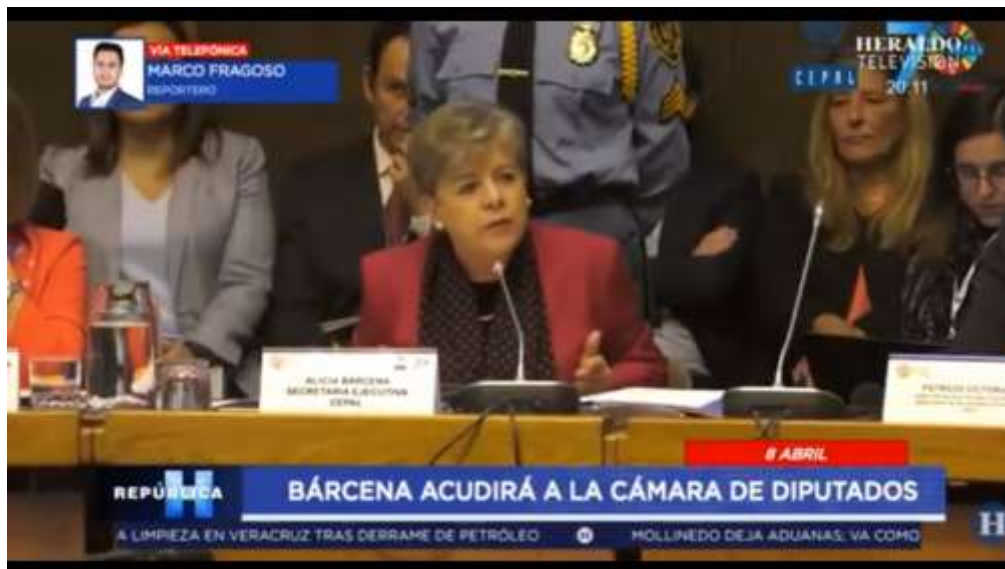 VÍA TELEFÓNICA
MARCO FRAGOSO
REPORTERO
HERALDO
TELEVISIÓN
CEPAL
20:11
ALICIA BÁRCENA
SECRETARIA EJECUTIVA
CEPAL
PATRICIO
8 ABRIL
REPÚBLICA
BÁRCENA ACUDIRÁ A LA CÁMARA DE DIPUTADOS
A LIMPIEZA EN VERACRUZ TRAS DERRAME DE PETRÓLEO
MOLLINEDO DEJA ADUANAS; VA COMO